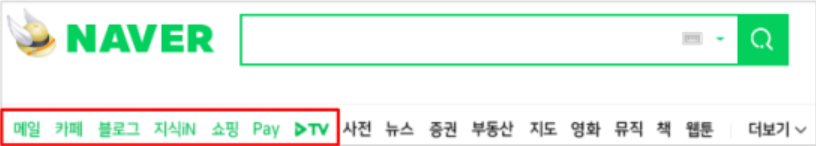 NAVER
메일 카페 블로그 지식iN 쇼핑 Pay ▷TV 사전 뉴스 증권 부동산 지도 영화 뮤직 책 웹툰 더보기